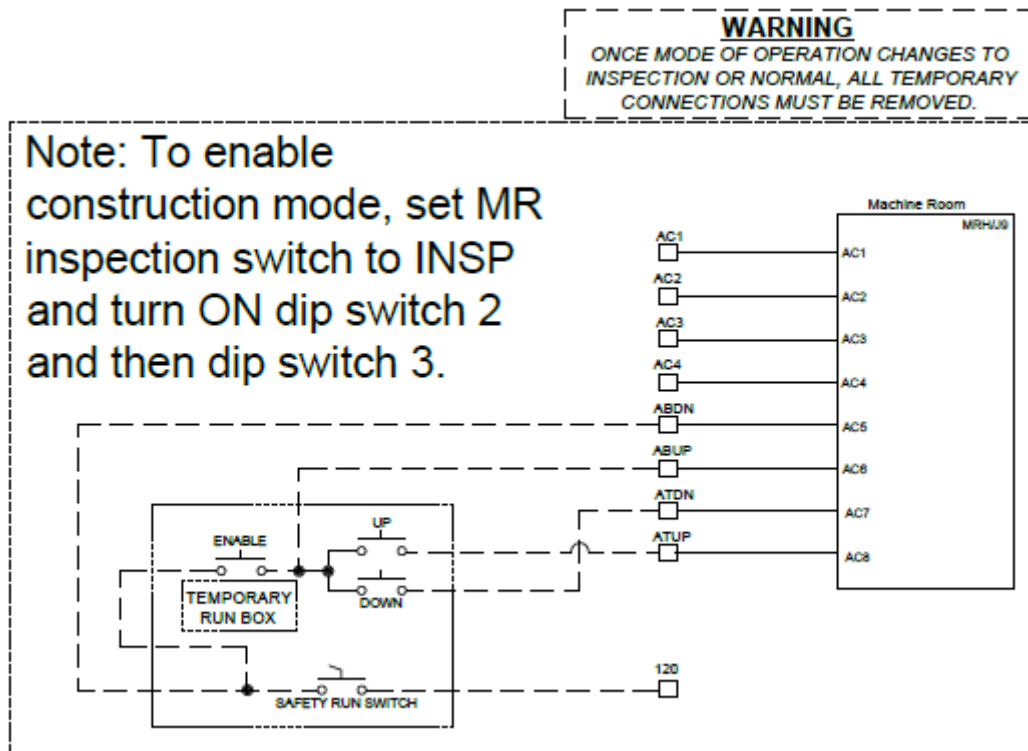 WARNING
ONCE MODE OF OPERATION CHANGES TO
INSPECTION OR NORMAL, ALL TEMPORARY
CONNECTIONS MUST BE REMOVED.
Note: To enable
construction mode, set MR
inspection switch to INSP
and turn ON dip switch 2
and then dip switch 3.
Machine Room
MRH/J9
AC1
AC1
AC2
AC2
AC3
AC3
AC4
AC4
ABDN
AC5
ABUP
AC6
ATDN
AC7
ATUP
AC8
UP
ENABLE
DOWN
TEMPORARY
RUN BOX
120
SAFETY RUN SWITCH